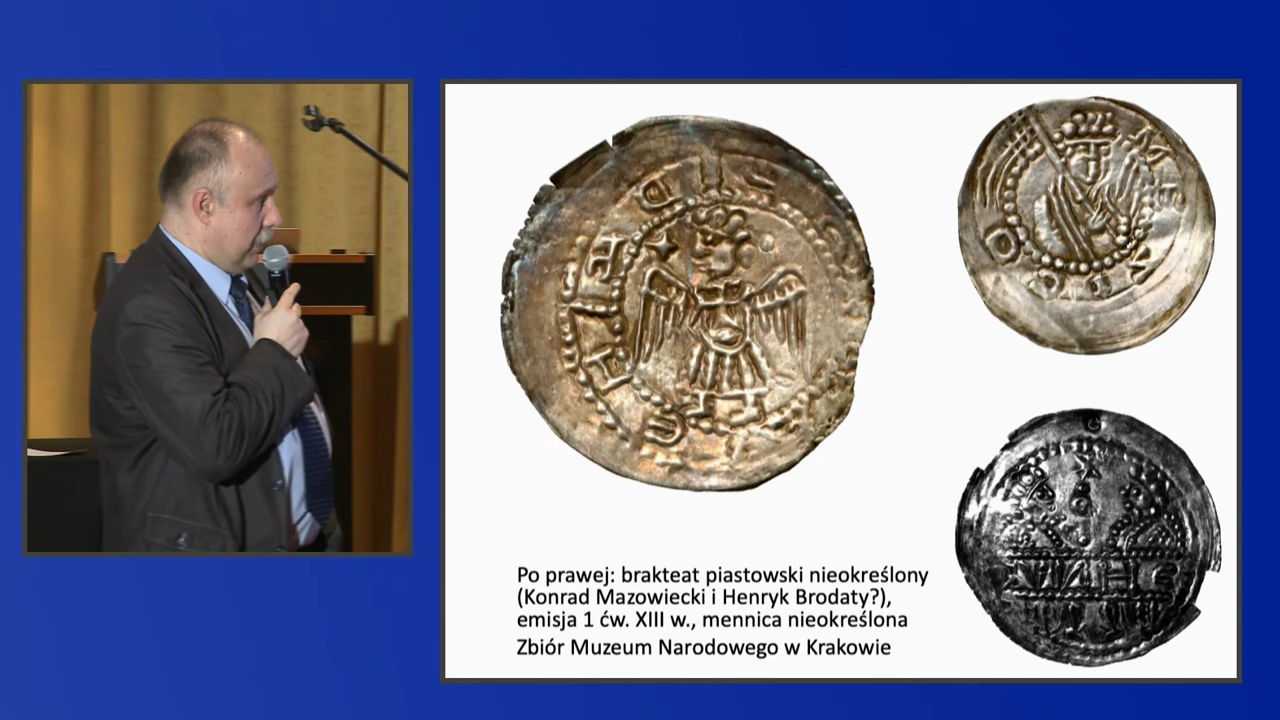 Po prawej: brakteat piastowski nieokreślony
(Konrad Mazowiecki i Henryk Brodaty?),
emisja 1 ćw. XIII w., mennica nieokreślona
Zbiór Muzeum Narodowego w Krakowie